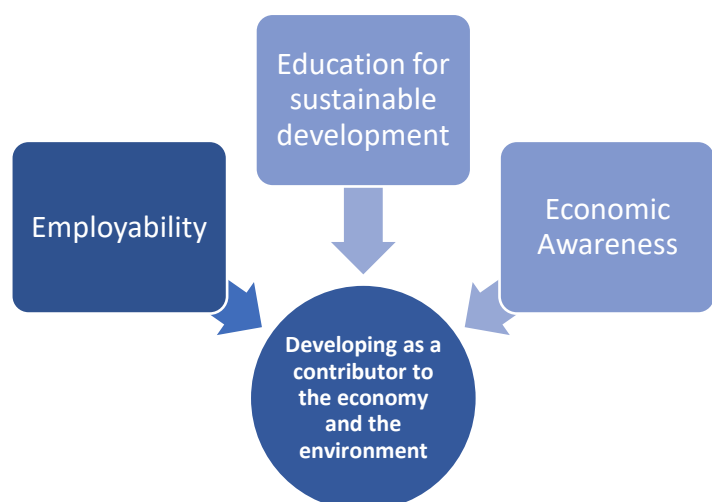 Education for
sustainable
development
Employability
Economic
Awareness
Developing as a
contributor to
the economy
and the
environment